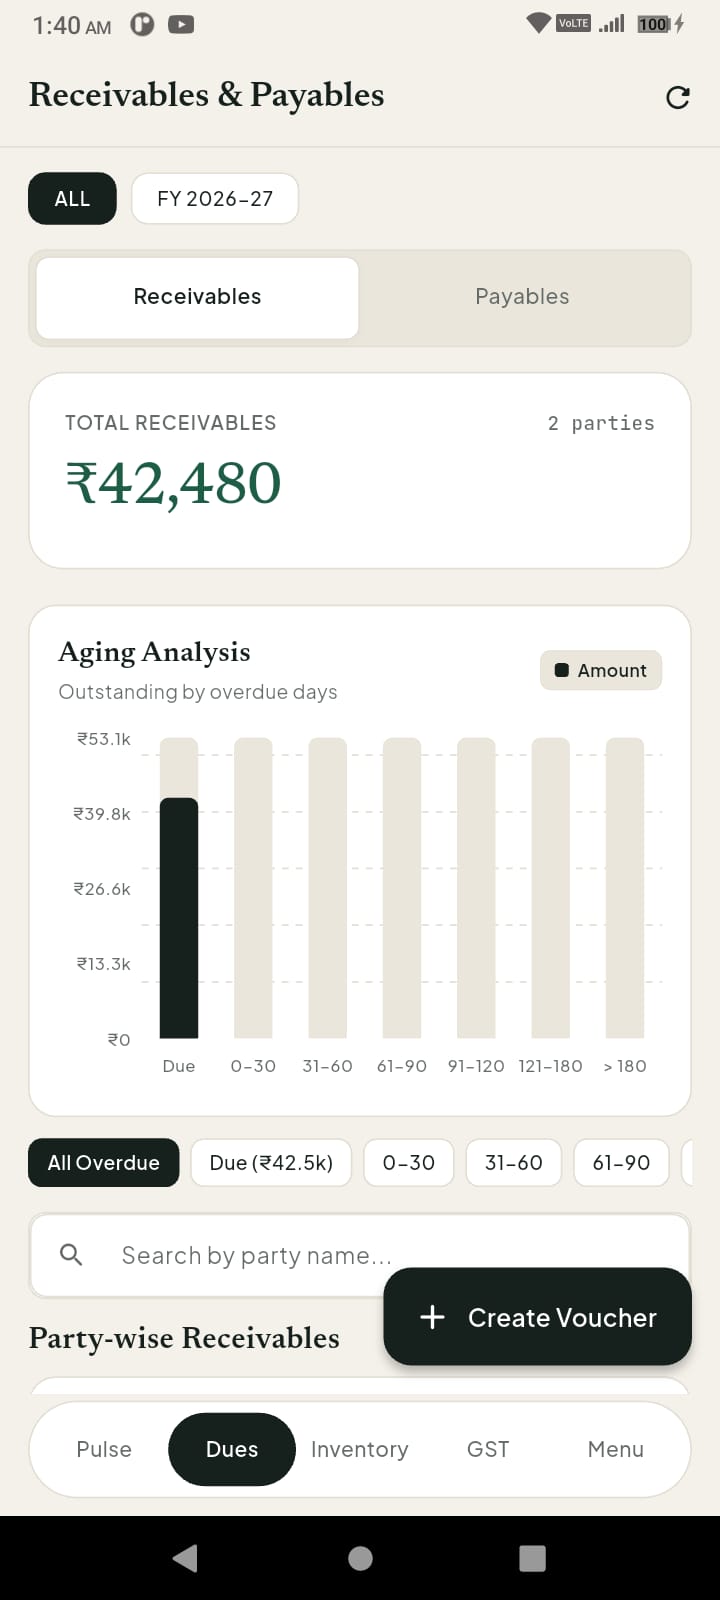 1:40 AM
VoLTE
100
Receivables & Payables
ALL
FY 2026-27
Receivables
Payables
TOTAL RECEIVABLES
2 parties
₹42,480
Aging Analysis
Outstanding by overdue days
Amount
₹53.1k
₹39.8k
₹26.6k
₹13.3k
₹0
Due 0-30 31-60 61-90 91-120 121-180 > 180
All Overdue
Due (₹42.5k)
0-30
31-60
61-90
Search by party name...
Create Voucher
Party-wise Receivables
Pulse
Dues
Inventory
GST
Menu